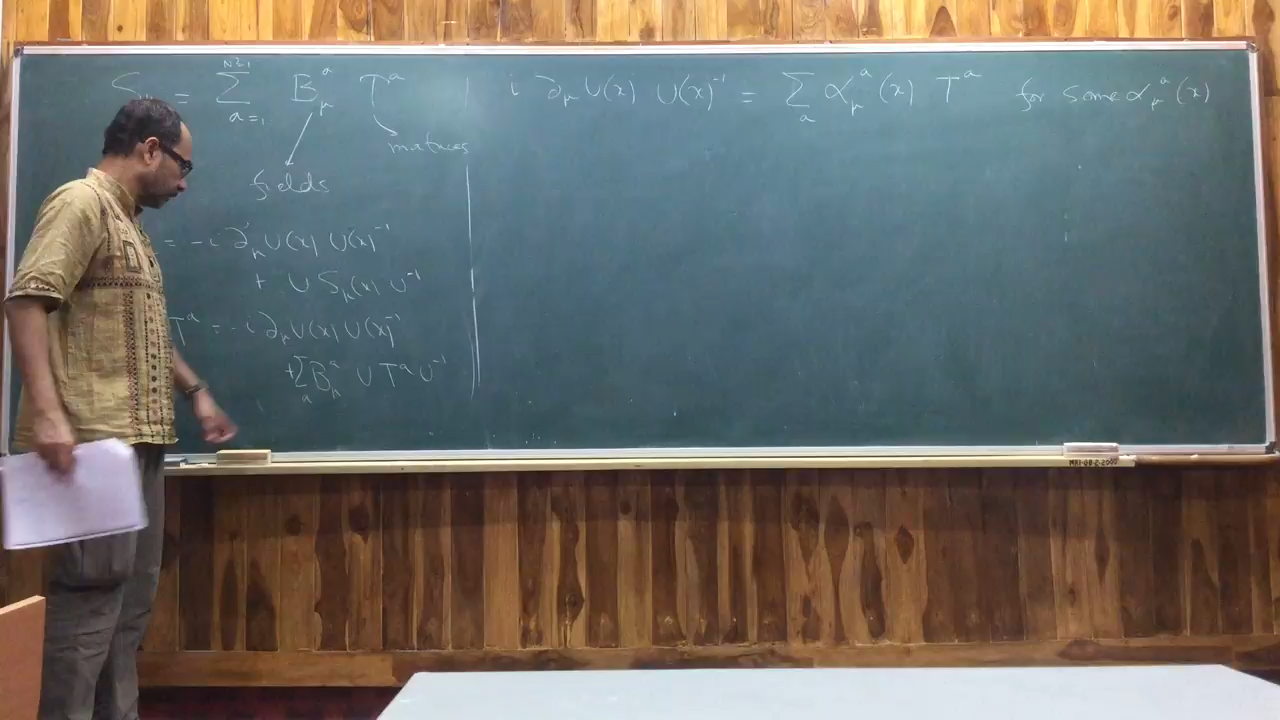 S_μ = Σ_{a=1}^{N²-1} B_μ^a T^a
matrices
fields
= -i ∂_μ U(x) U(x)^{-1}
+ U S_μ(x) U^{-1}
T^a = -i ∂_μ U(x) U(x)^{-1}
+ Σ_a B_μ^a U T^a U^{-1}
i ∂_μ U(x) U(x)^{-1} = Σ_a α_μ^a (x) T^a for some α_μ^a (x)